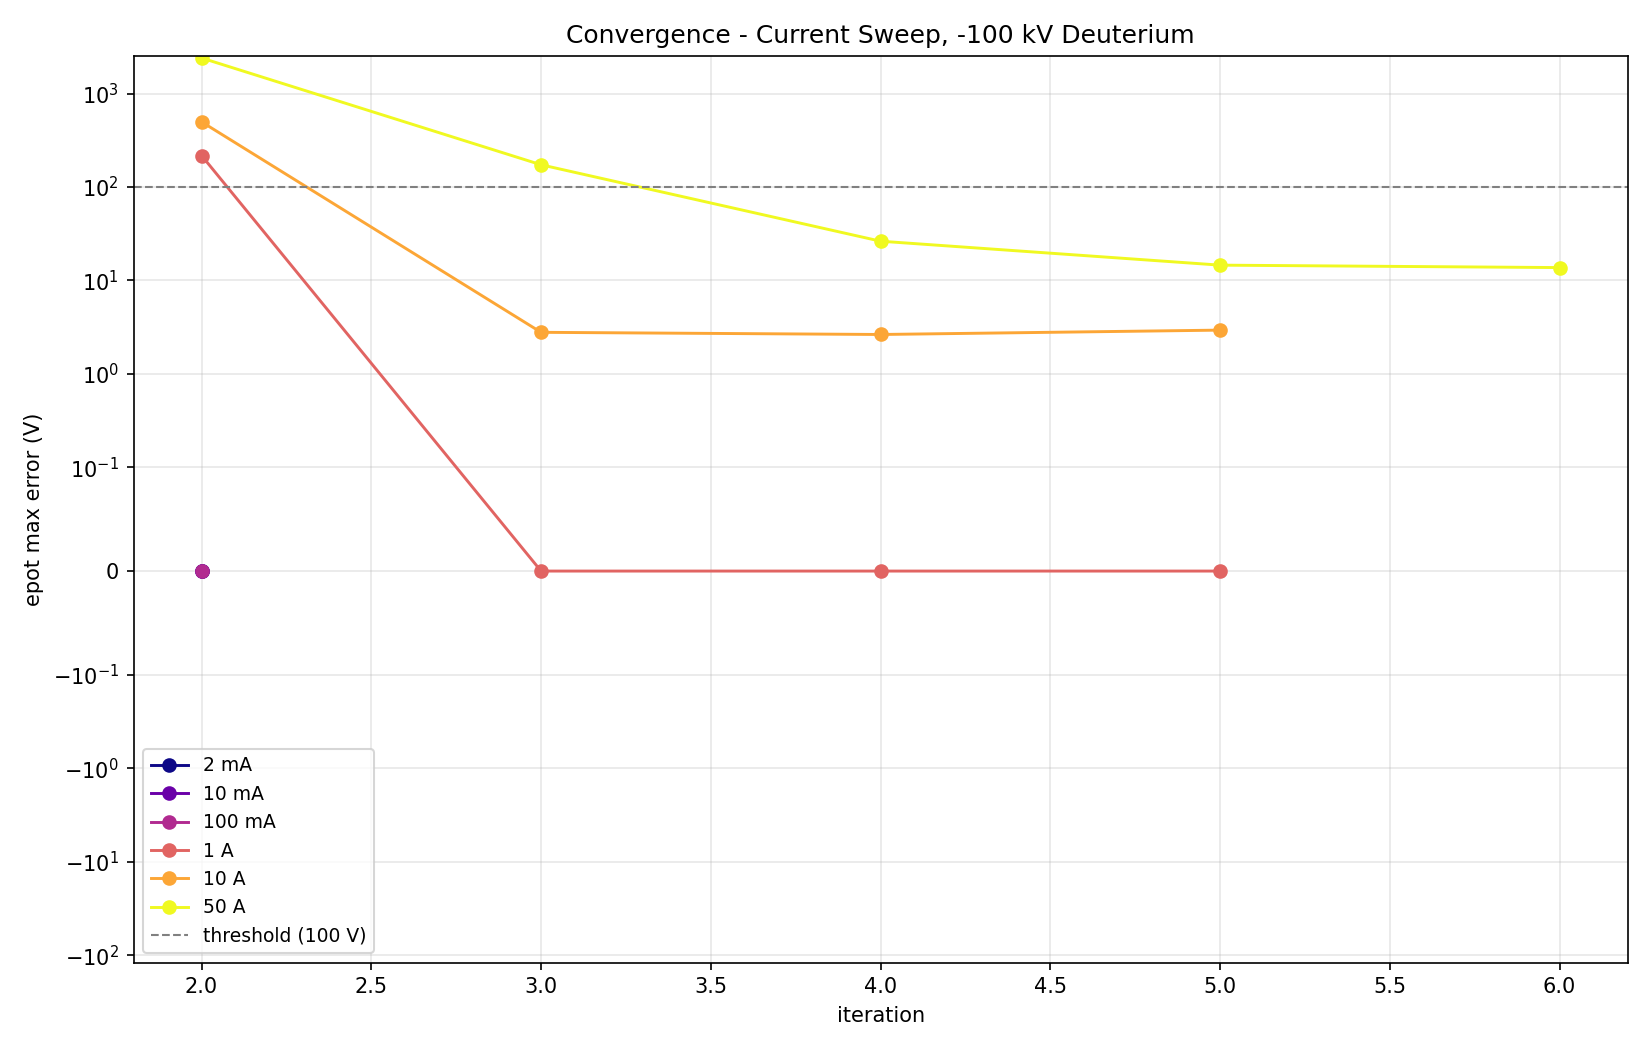 Convergence - Current Sweep, -100 kV Deuterium
epot max error (V)
10³
10²
10¹
10⁰
10⁻¹
0
−10⁻¹
−10⁰
−10¹
−10²
2 mA
10 mA
100 mA
1 A
10 A
50 A
threshold (100 V)
2.0 2.5 3.0 3.5 4.0 4.5 5.0 5.5 6.0
iteration